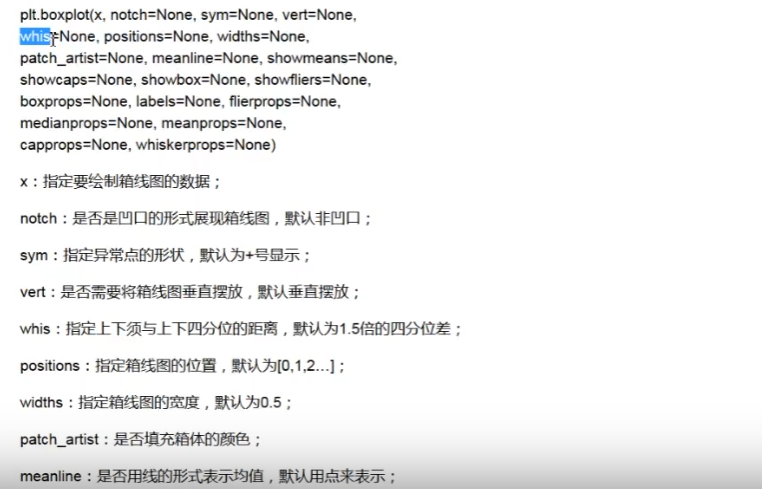 plt.boxplot(x, notch=None, sym=None, vert=None,
whis=None, positions=None, widths=None,
patch_artist=None, meanline=None, showmeans=None,
showcaps=None, showbox=None, showfliers=None,
boxprops=None, labels=None, flierprops=None,
medianprops=None, meanprops=None,
capprops=None, whiskerprops=None)
x：指定要绘制箱线图的数据；
notch：是否是凹口的形式展现箱线图，默认非凹口；
sym：指定异常点的形状，默认为+号显示；
vert：是否需要将箱线图垂直摆放，默认垂直摆放；
whis：指定上下须与上下四分位的距离，默认为1.5倍的四分位差；
positions：指定箱线图的位置，默认为[0,1,2…]；
widths：指定箱线图的宽度，默认为0.5；
patch_artist：是否填充箱体的颜色；
meanline：是否用线的形式表示均值，默认用点来表示；